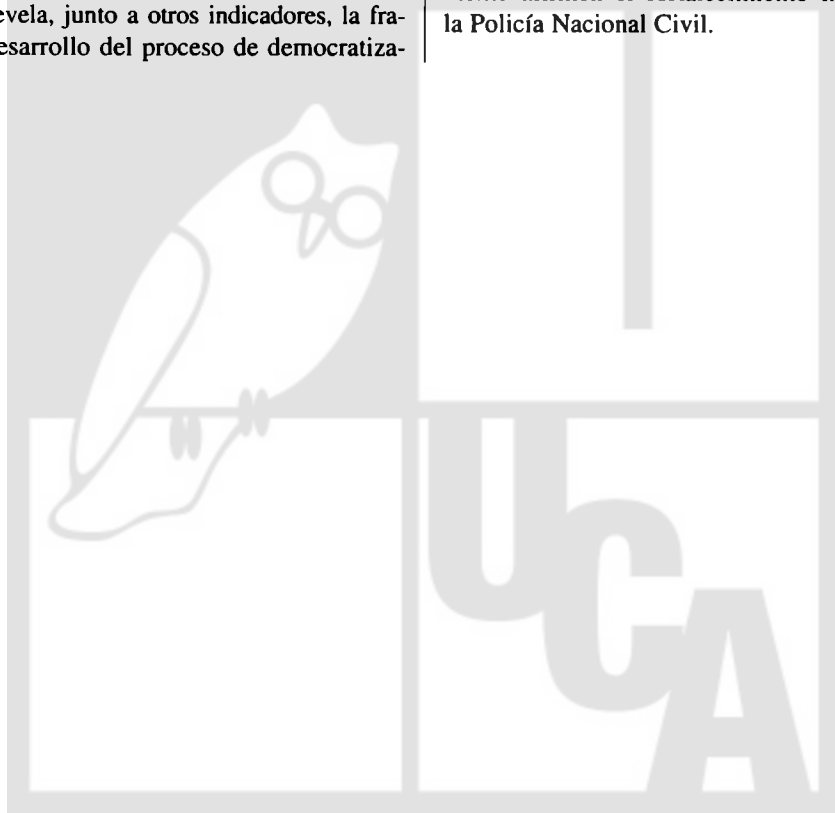 evela, junto a otros indicadores, la fra-
esarrollo del proceso de democratiza-
la Policía Nacional Civil.
UCA